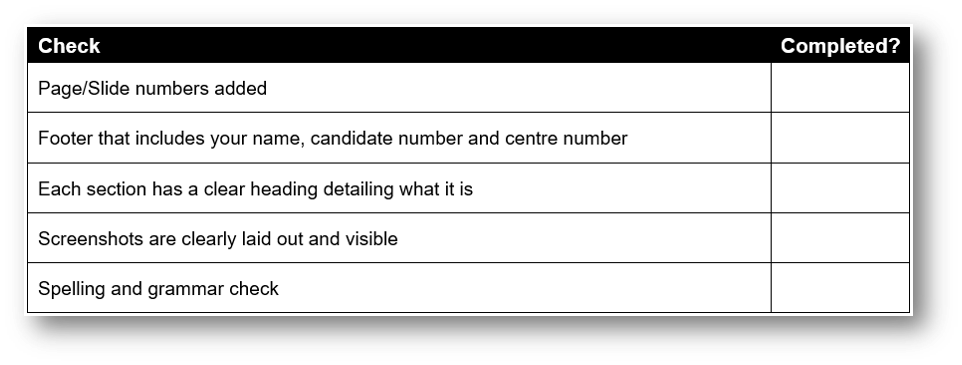 Check Completed?
Page/Slide numbers added
Footer that includes your name, candidate number and centre number
Each section has a clear heading detailing what it is
Screenshots are clearly laid out and visible
Spelling and grammar check